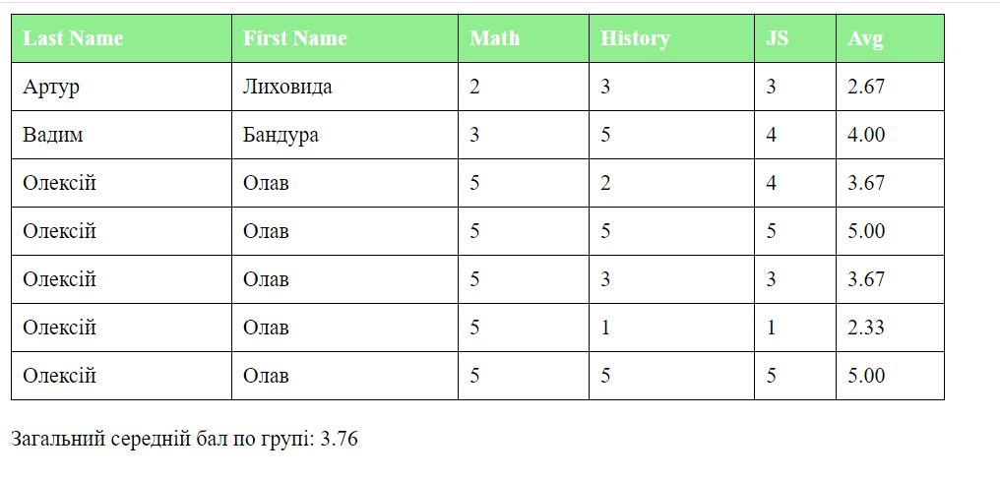 Last Name First Name Math History JS Avg
Артур Лиховида 2 3 3 2.67
Вадим Бандура 3 5 4 4.00
Олексій Олав 5 2 4 3.67
Олексій Олав 5 5 5 5.00
Олексій Олав 5 3 3 3.67
Олексій Олав 5 1 1 2.33
Олексій Олав 5 5 5 5.00
Загальний середній бал по групі: 3.76